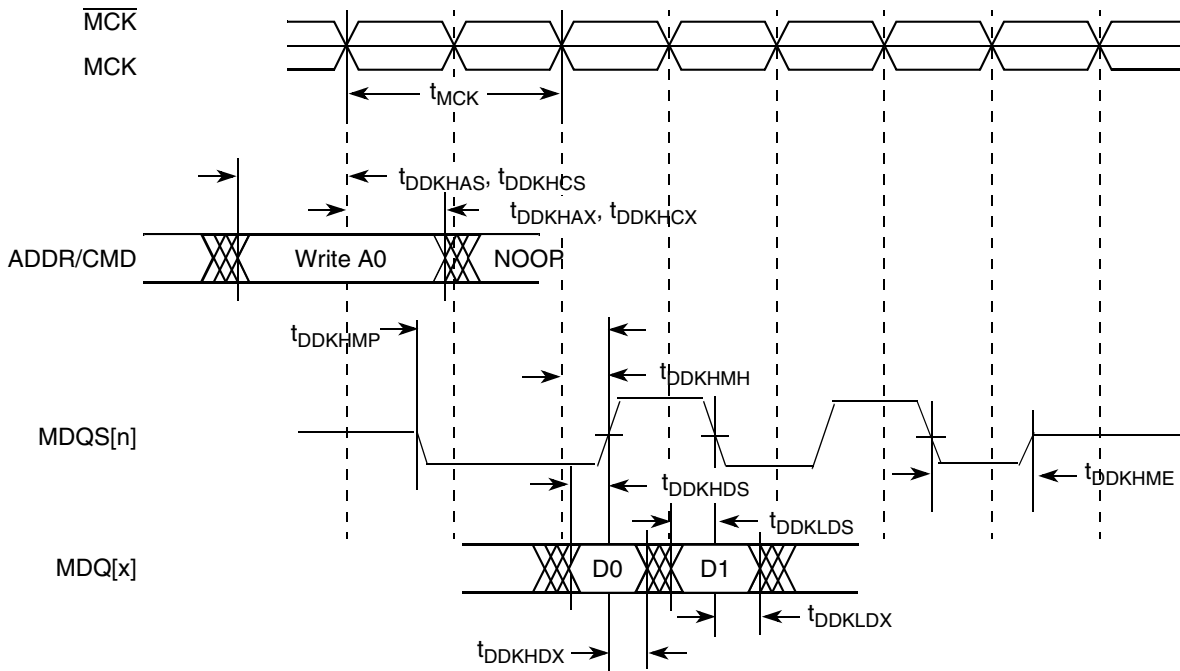 MCK
MCK
tMCK
tDDKHAS, tDDKHCS
tDDKHAX, tDDKHCX
ADDR/CMD
Write A0
NOOP
tDDKHMP
tDDKHMH
MDQS[n]
tDDKHME
tDDKHDS
tDDKLDS
MDQ[x]
D0
D1
tDDKLDX
tDDKHDX